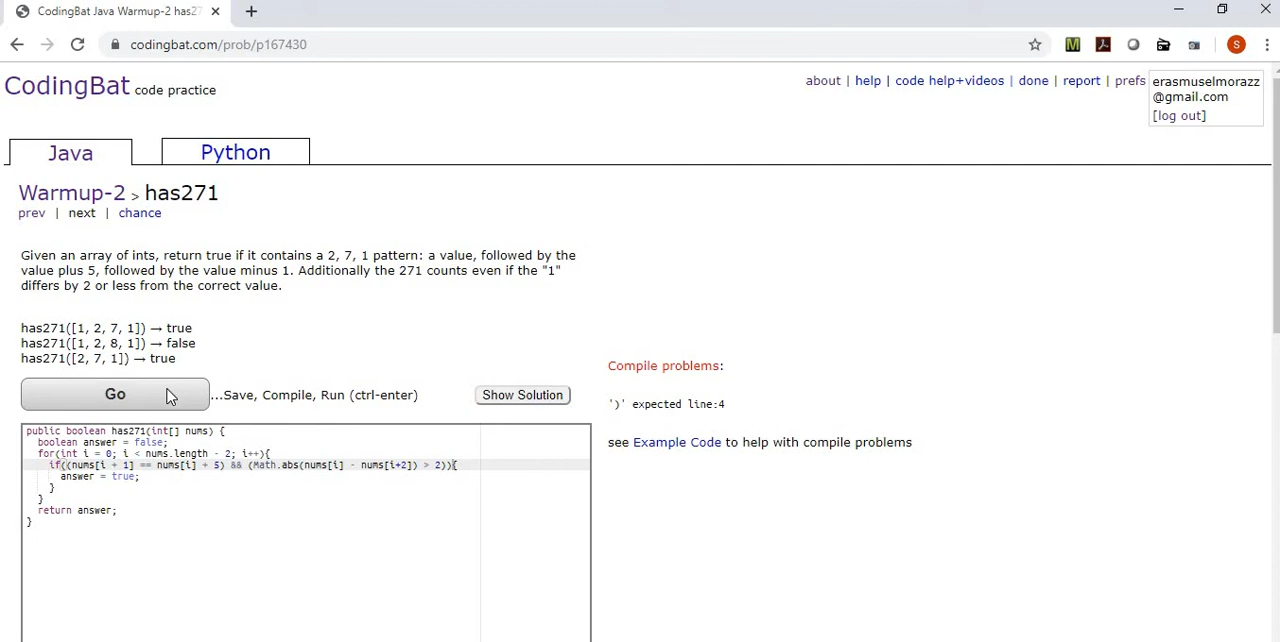 CodingBat Java Warmup-2 has27
codingbat.com/prob/p167430
S
CodingBat code practice
about | help | code help+videos | done | report | prefs
erasmuselmorazz
@gmail.com
[log out]
Java
Python
Warmup-2 > has271
prev | next | chance
Given an array of ints, return true if it contains a 2, 7, 1 pattern: a value, followed by the
value plus 5, followed by the value minus 1. Additionally the 271 counts even if the "1"
differs by 2 or less from the correct value.
has271([1, 2, 7, 1]) → true
has271([1, 2, 8, 1]) → false
has271([2, 7, 1]) → true
Go
...Save, Compile, Run (ctrl-enter)
Show Solution
Compile problems:
')' expected line:4
see Example Code to help with compile problems
public boolean has271(int[] nums) {
boolean answer = false;
for(int i = 0; i < nums.length - 2; i++){
if((nums[i + 1] == nums[i] + 5) && (Math.abs(nums[i] - nums[i+2]) > 2)){
answer = true;
}
}
return answer;
}